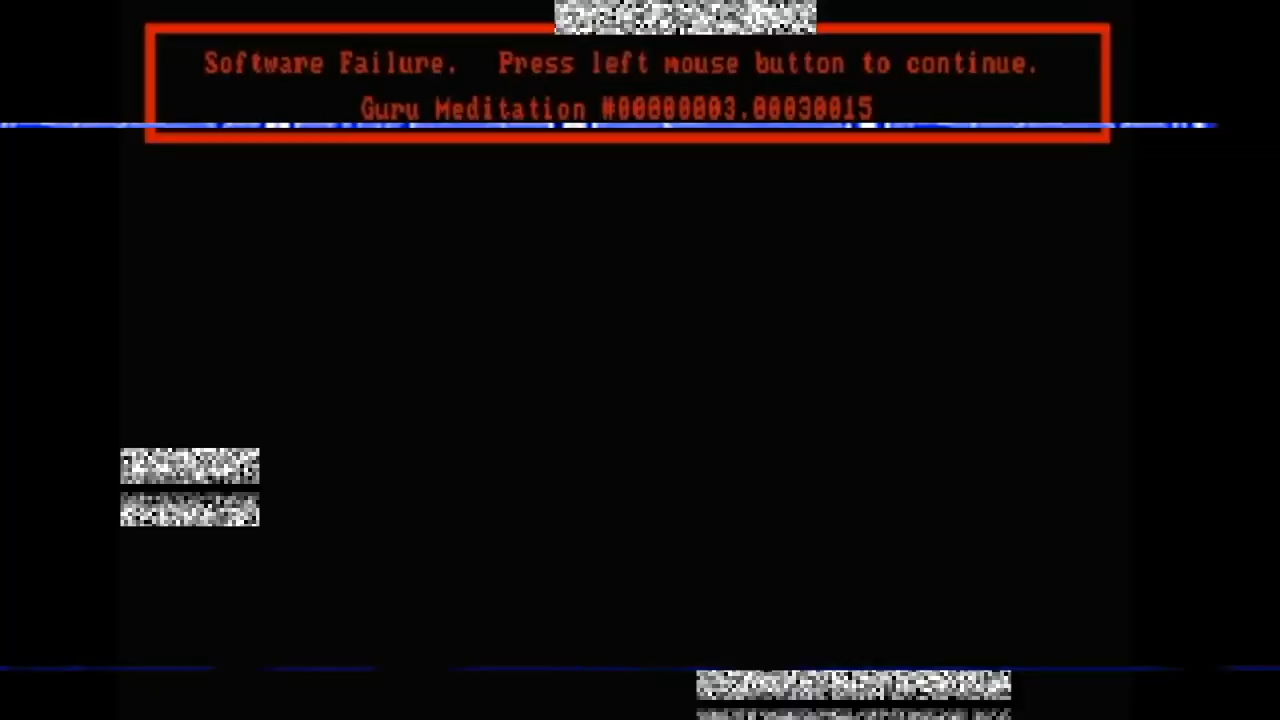 Software Failure.  Press left mouse button to continue.
Guru Meditation #00000003.00030015